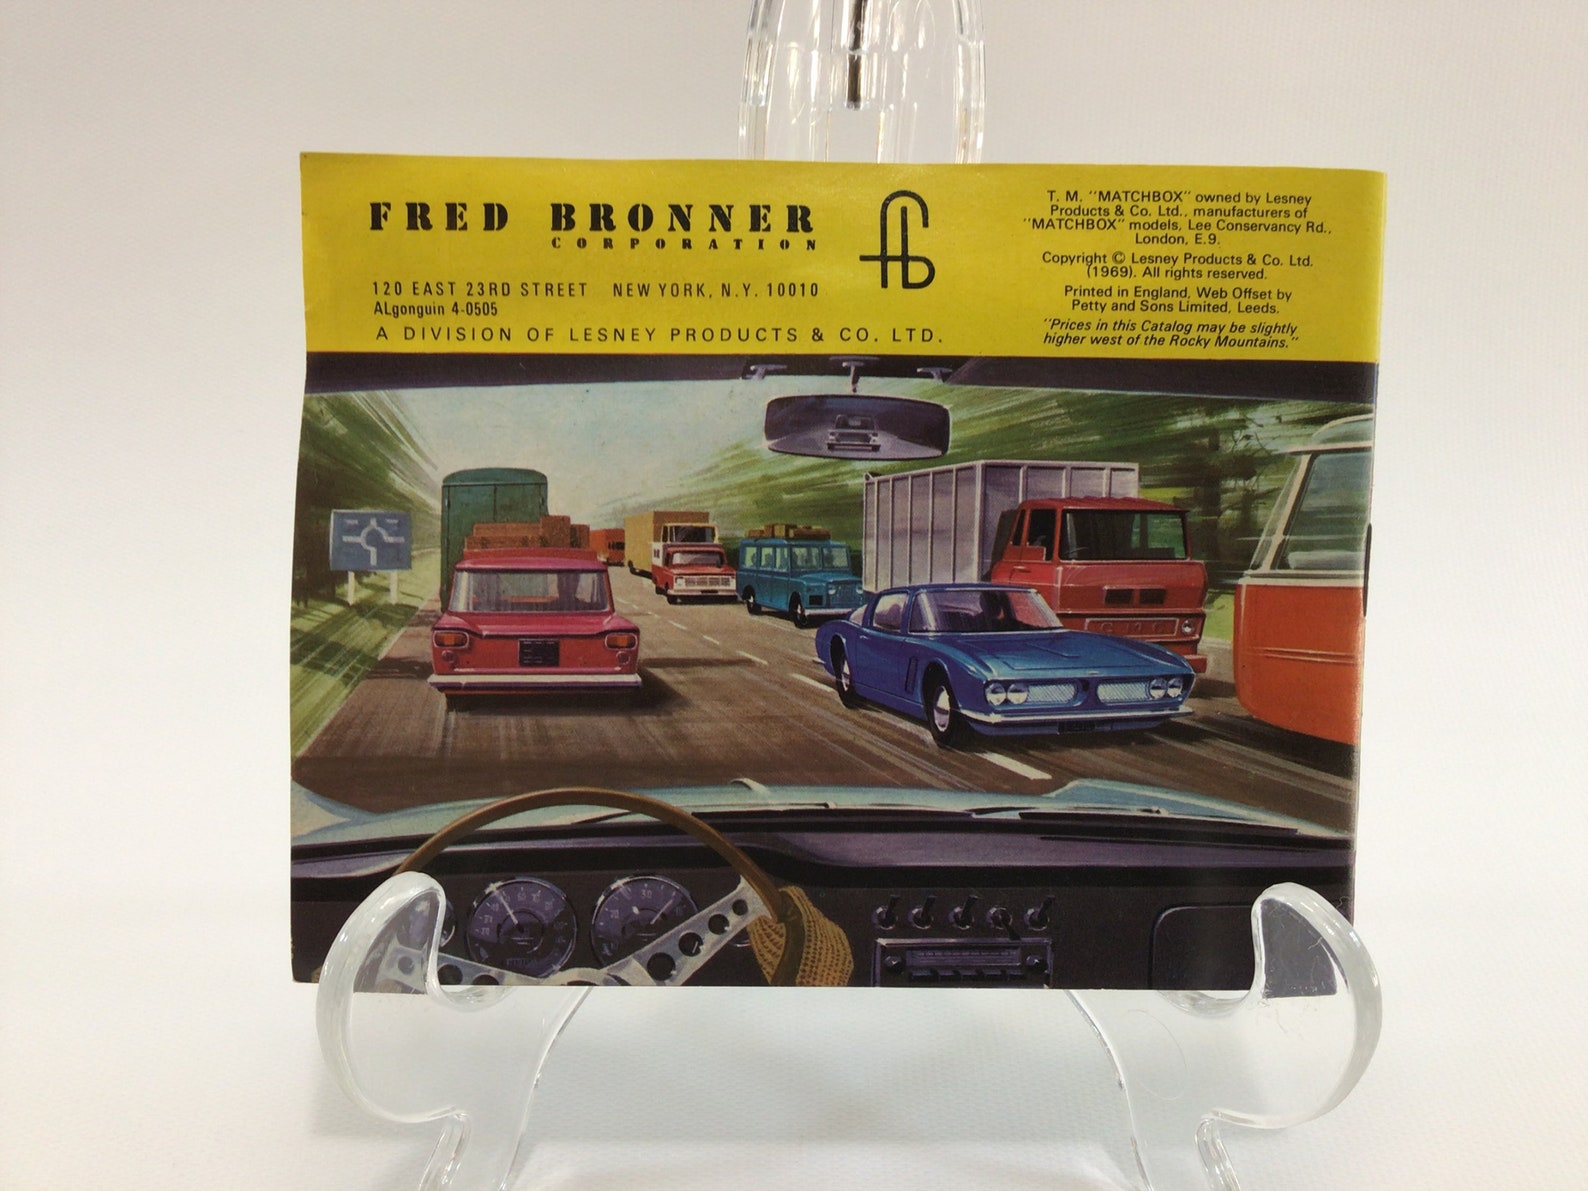 FRED BRONNER
CORPORATION
120 EAST 23RD STREET NEW YORK, N.Y. 10010
ALgonguin 4-0505
A DIVISION OF LESNEY PRODUCTS & CO. LTD.
T. M. "MATCHBOX" owned by Lesney
Products & Co. Ltd., manufacturers of
"MATCHBOX" models, Lee Conservancy Rd.,
London, E.9.
Copyright © Lesney Products & Co. Ltd.
(1969). All rights reserved.
Printed in England, Web Offset by
Petty and Sons Limited, Leeds.
"Prices in this Catalog may be slightly
higher west of the Rocky Mountains."